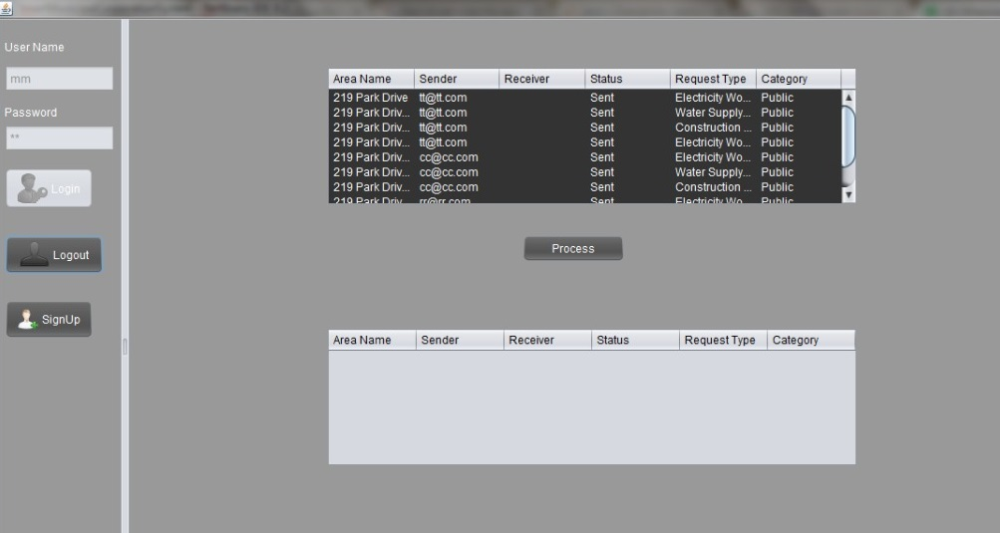 User Name
mm
Password
**
Login
Logout
SignUp
Area Name Sender Receiver Status Request Type Category
219 Park Drive tt@tt.com Sent Electricity Wo... Public
219 Park Driv... tt@tt.com Sent Water Supply... Public
219 Park Driv... tt@tt.com Sent Construction ... Public
219 Park Driv... tt@tt.com Sent Electricity Wo... Public
219 Park Driv... cc@cc.com Sent Electricity Wo... Public
219 Park Driv... cc@cc.com Sent Water Supply... Public
219 Park Driv... cc@cc.com Sent Construction ... Public
219 Park Driv... rr@rr.com Sent Electricity Wo... Public
Process
Area Name Sender Receiver Status Request Type Category